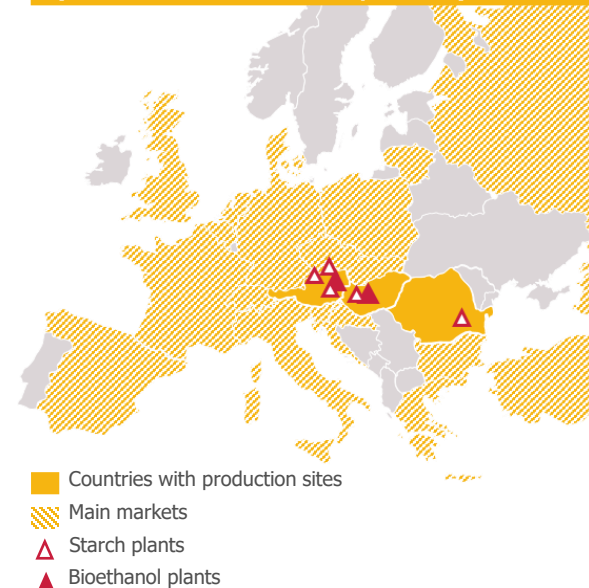 Countries with production sites
Main markets
Starch plants
Bioethanol plants